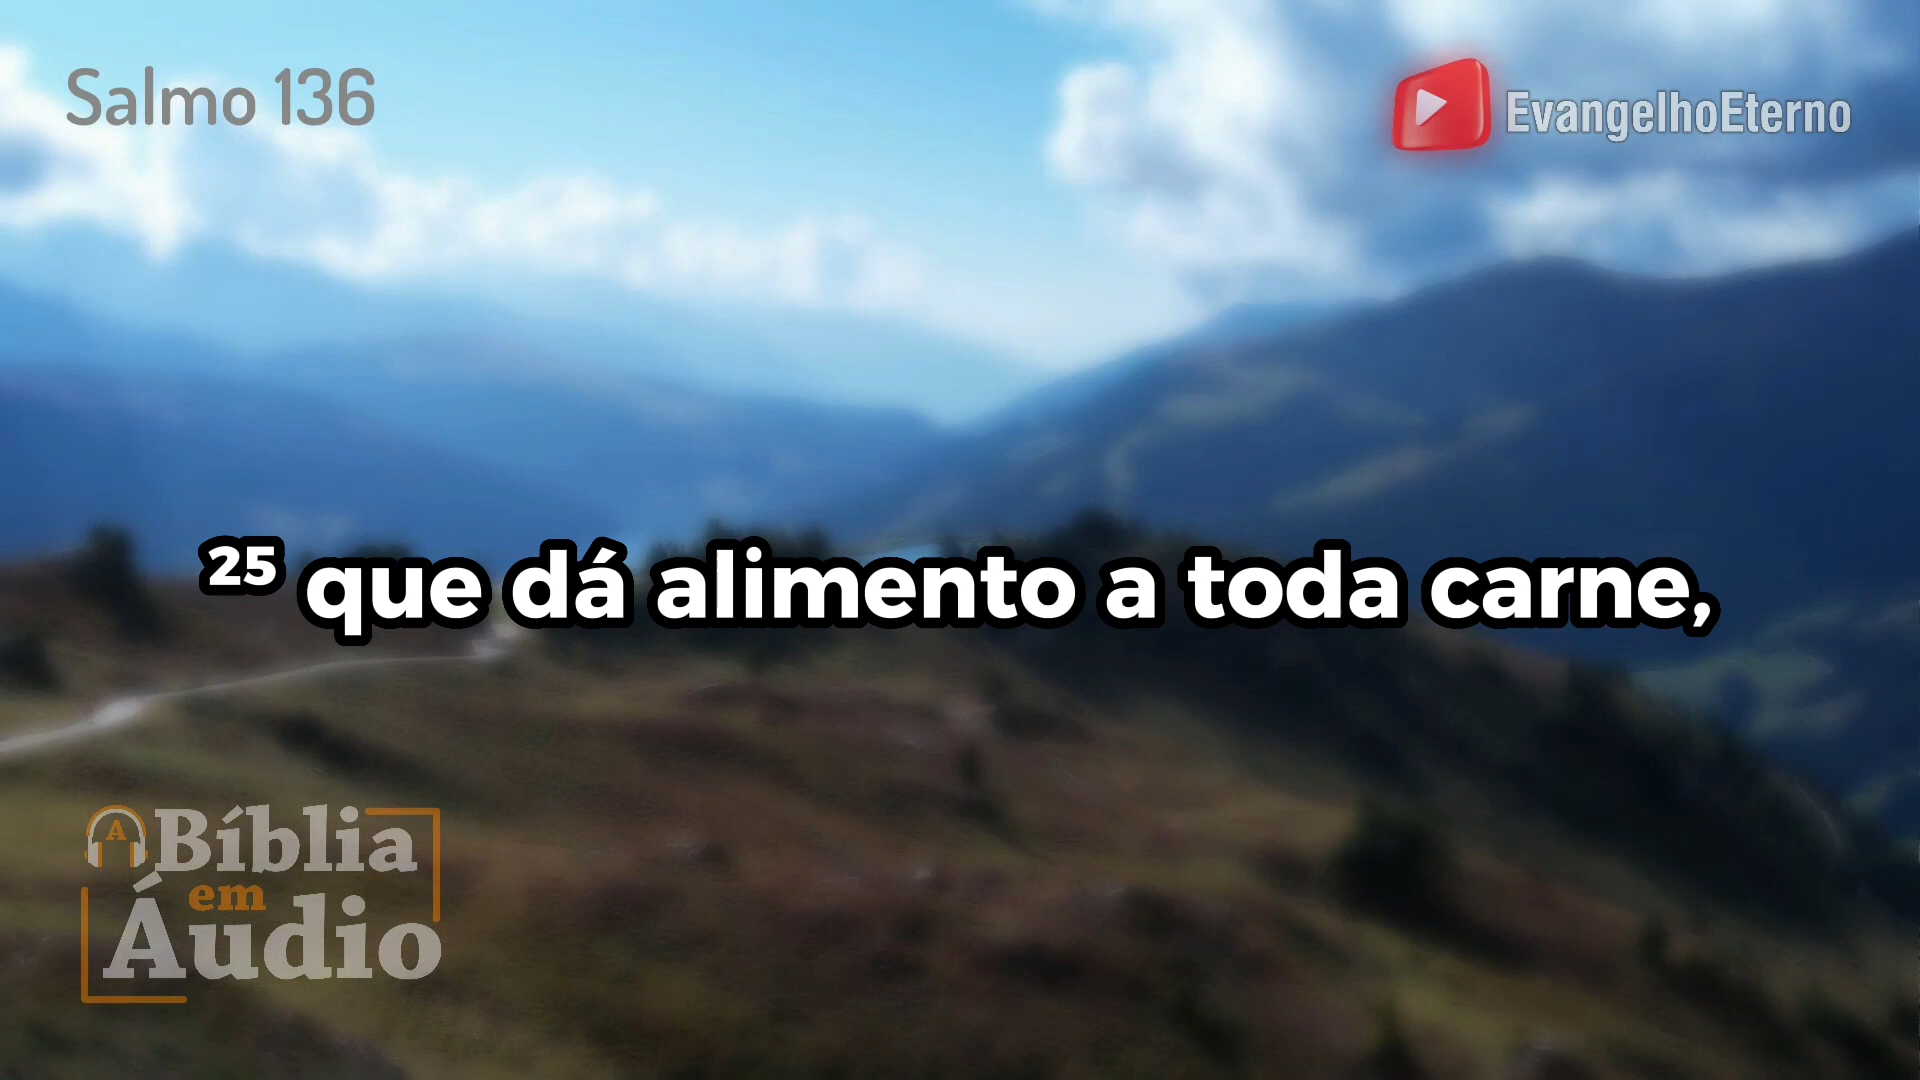 Salmo 136
EvangelhoEterno
25 que dá alimento a toda carne,
A Bíblia
em
Áudio